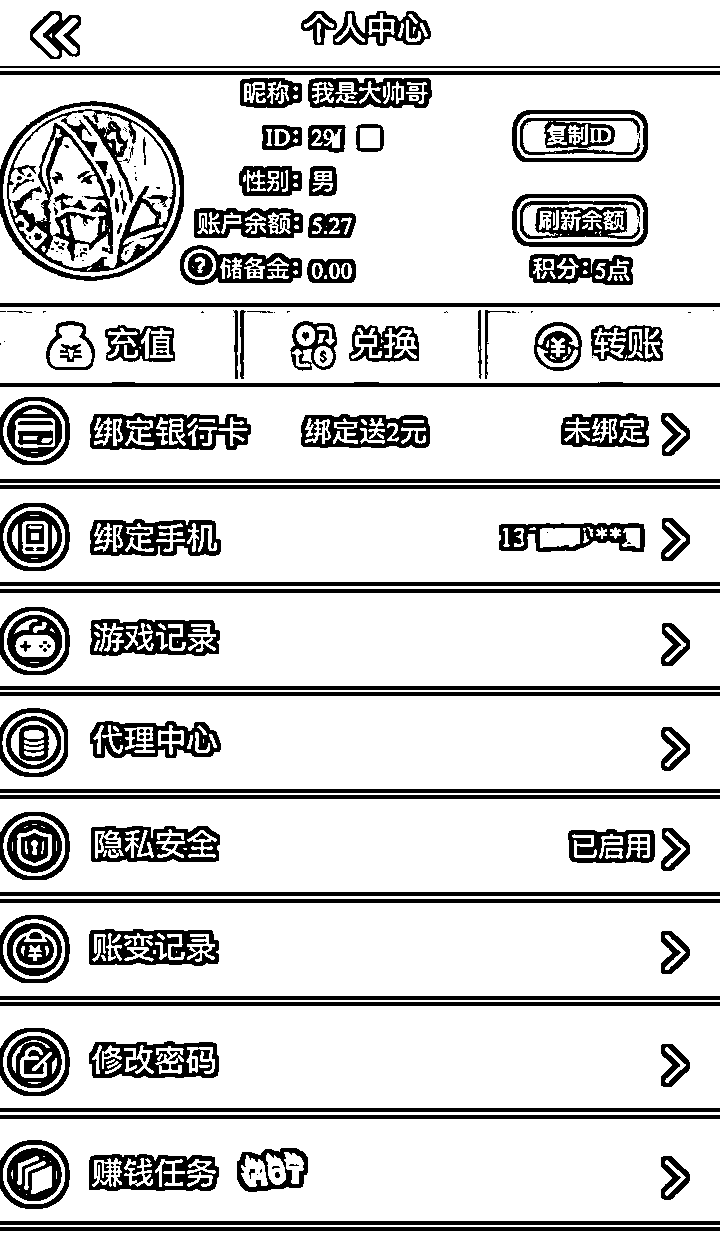 个人中心
昵称：我是大帅哥
ID：29
复制ID
性别：男
账户余额：5.27
刷新余额
?储备金：0.00
积分：5点
充值
兑换
转账
绑定银行卡 绑定送2元 未绑定
绑定手机 13 **
游戏记录
代理中心
隐私安全 已启用
账变记录
修改密码
赚钱任务 HOT